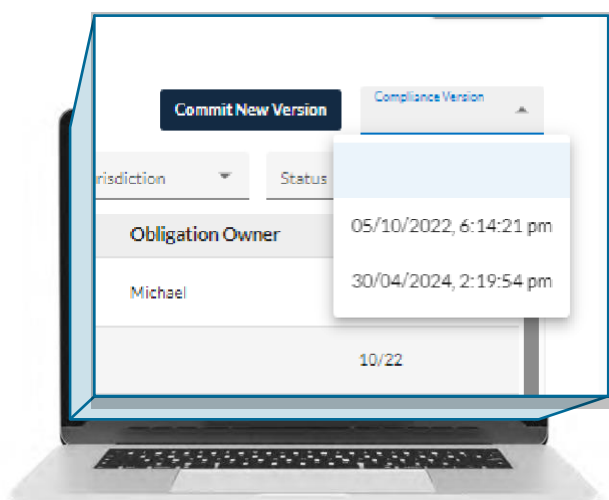 Commit New Version
Compliance Version
risdiction
Status
Obligation Owner
05/10/2022, 6:14:21 pm
Michael
30/04/2024, 2:19:54 pm
10/22